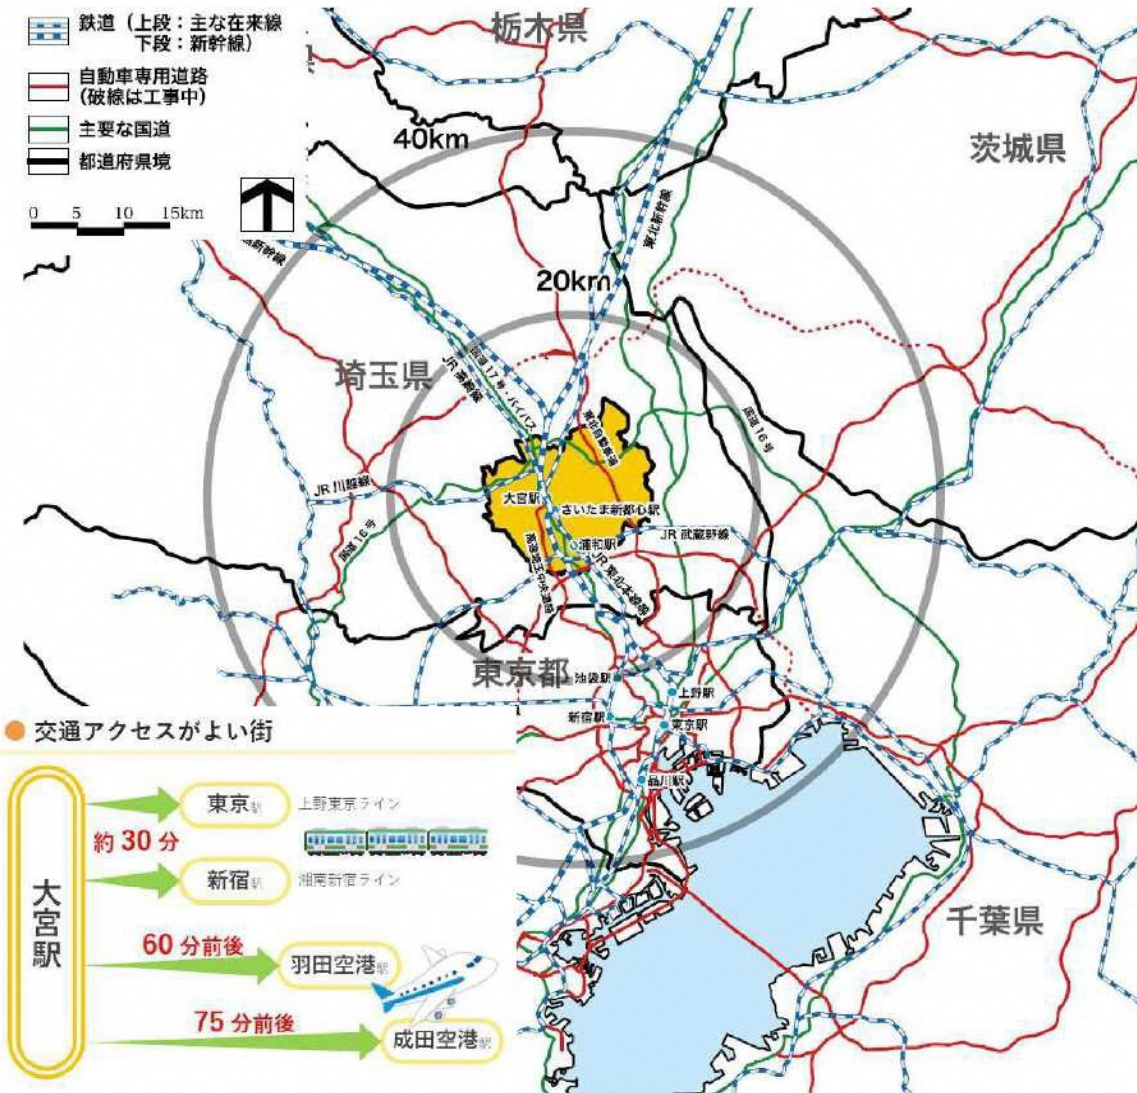 鉄道（上段：主な在来線
下段：新幹線）
自動車専用道路
（破線は工事中）
主要な国道
都道府県境
0 5 10 15km
栃木県
40km
茨城県
東北新幹線
新幹線
20km
埼玉県
国道17号・バイパス
JR 高崎線
東北自動車道
国道16号
JR 川越線
大宮駅
さいたま新都心駅
国道16号
浦和駅
JR 武蔵野線
高速埼玉中央道路
JR 東北本線等
東京都
池袋駅
上野駅
新宿駅
東京駅
品川駅
千葉県
交通アクセスがよい街
大宮駅
約30分
東京駅
上野東京ライン
新宿駅
湘南新宿ライン
60分前後
羽田空港駅
75分前後
成田空港駅